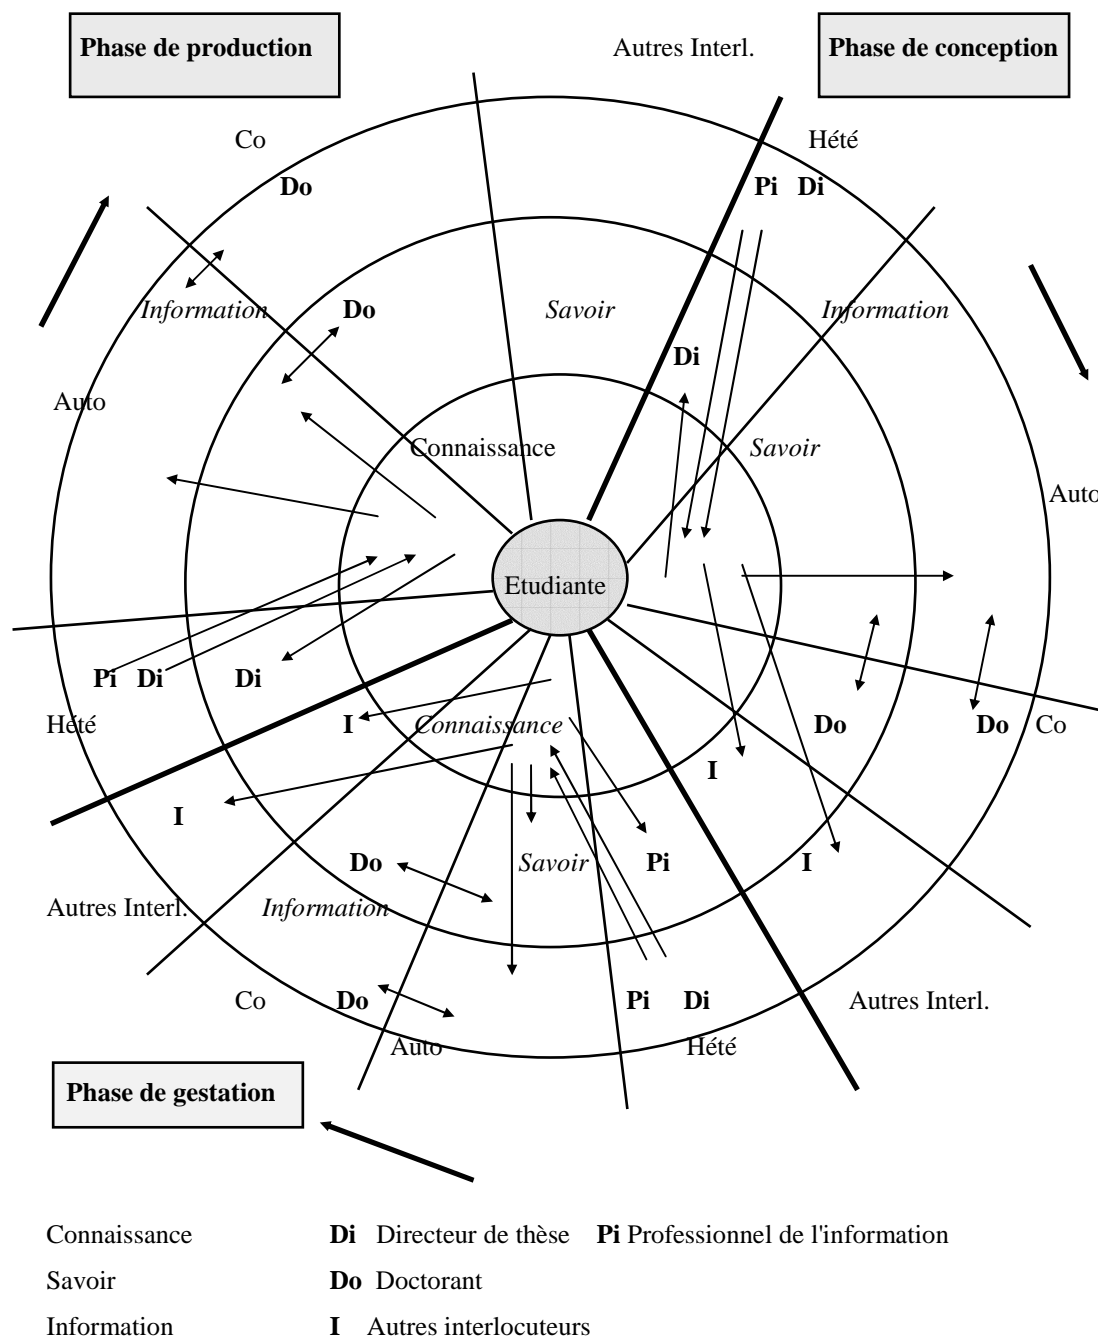 Phase de production
Autres Interl.
Phase de conception
Co
Hété
Do
Pi Di
Information
Do
Savoir
Information
Di
Auto
Connaissance
Savoir
Auto
Etudiante
Pi Di
Di
Hété
I
Connaissance
Do
Do
Co
I
I
Do
Savoir
Pi
I
Autres Interl.
Information
Co
Do
Pi
Di
Autres Interl.
Auto
Hété
Phase de gestation
Connaissance Di Directeur de thèse Pi Professionnel de l'information
Savoir Do Doctorant
Information I Autres interlocuteurs